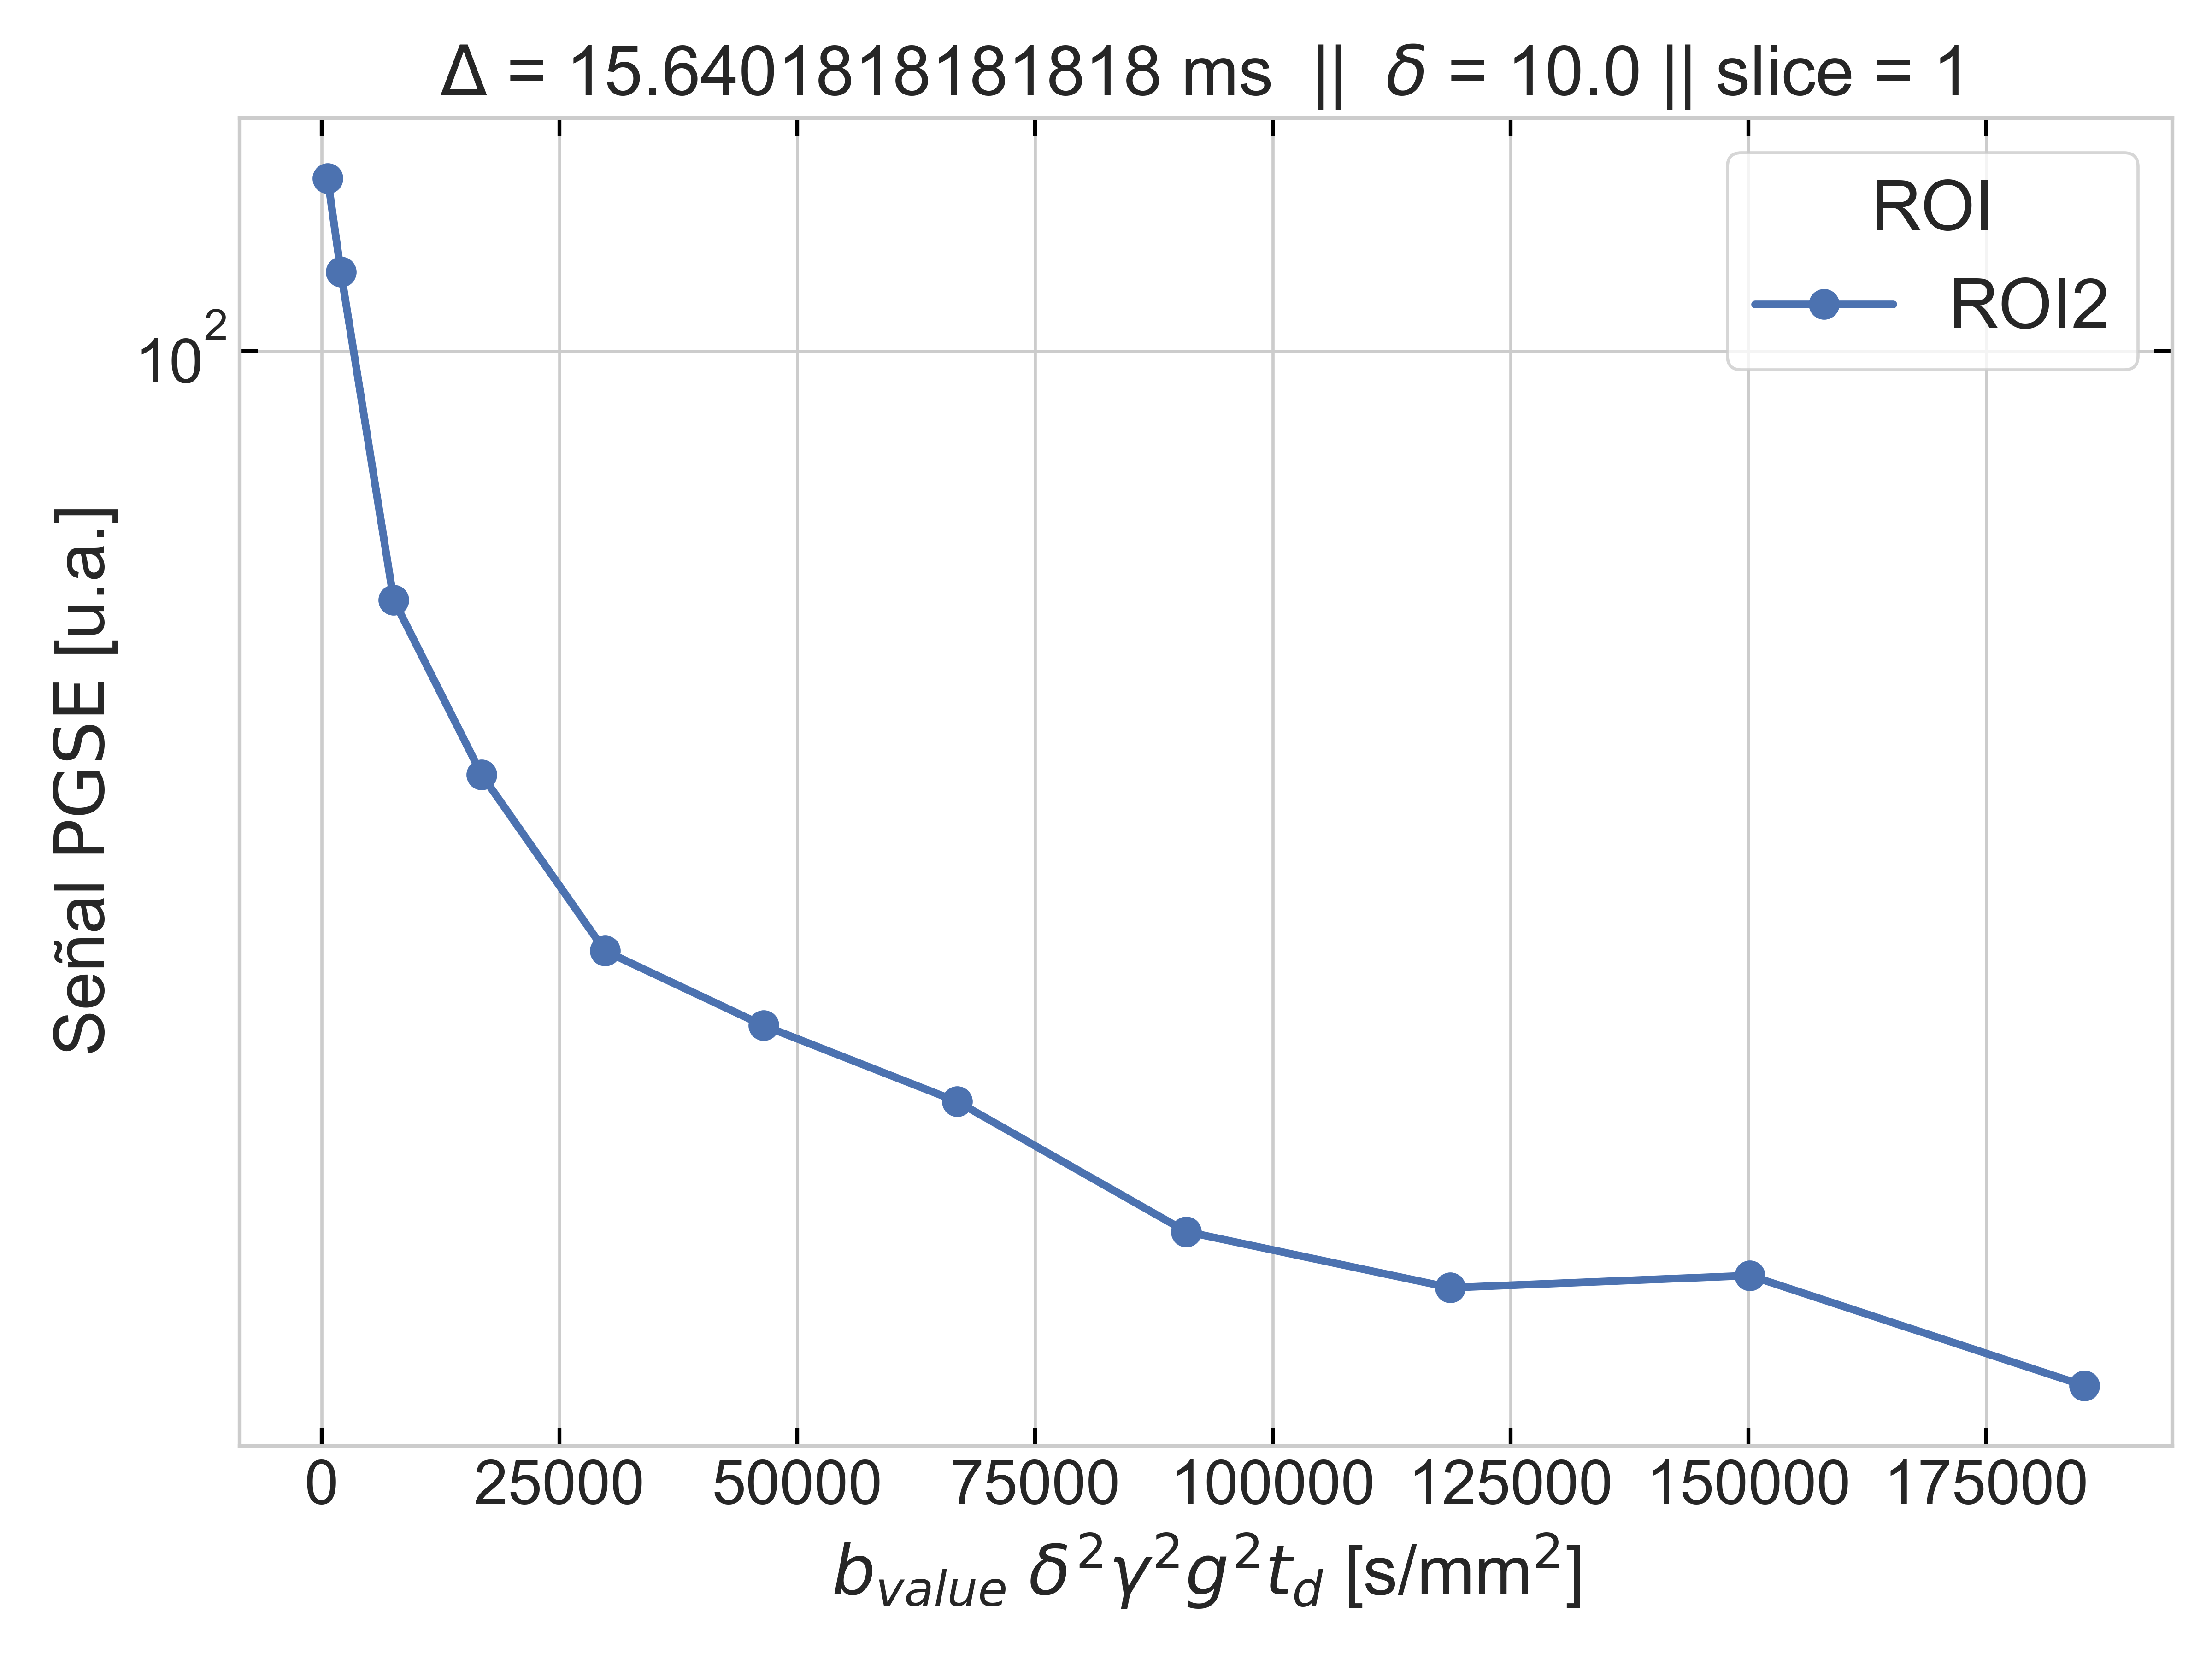 Δ = 15.640181818181818 ms || δ = 10.0 || slice = 1
ROI
ROI2
10²
Señal PGSE [u.a.]
0 25000 50000 75000 100000 125000 150000 175000
b_value δ²γ²g²t_d [s/mm²]